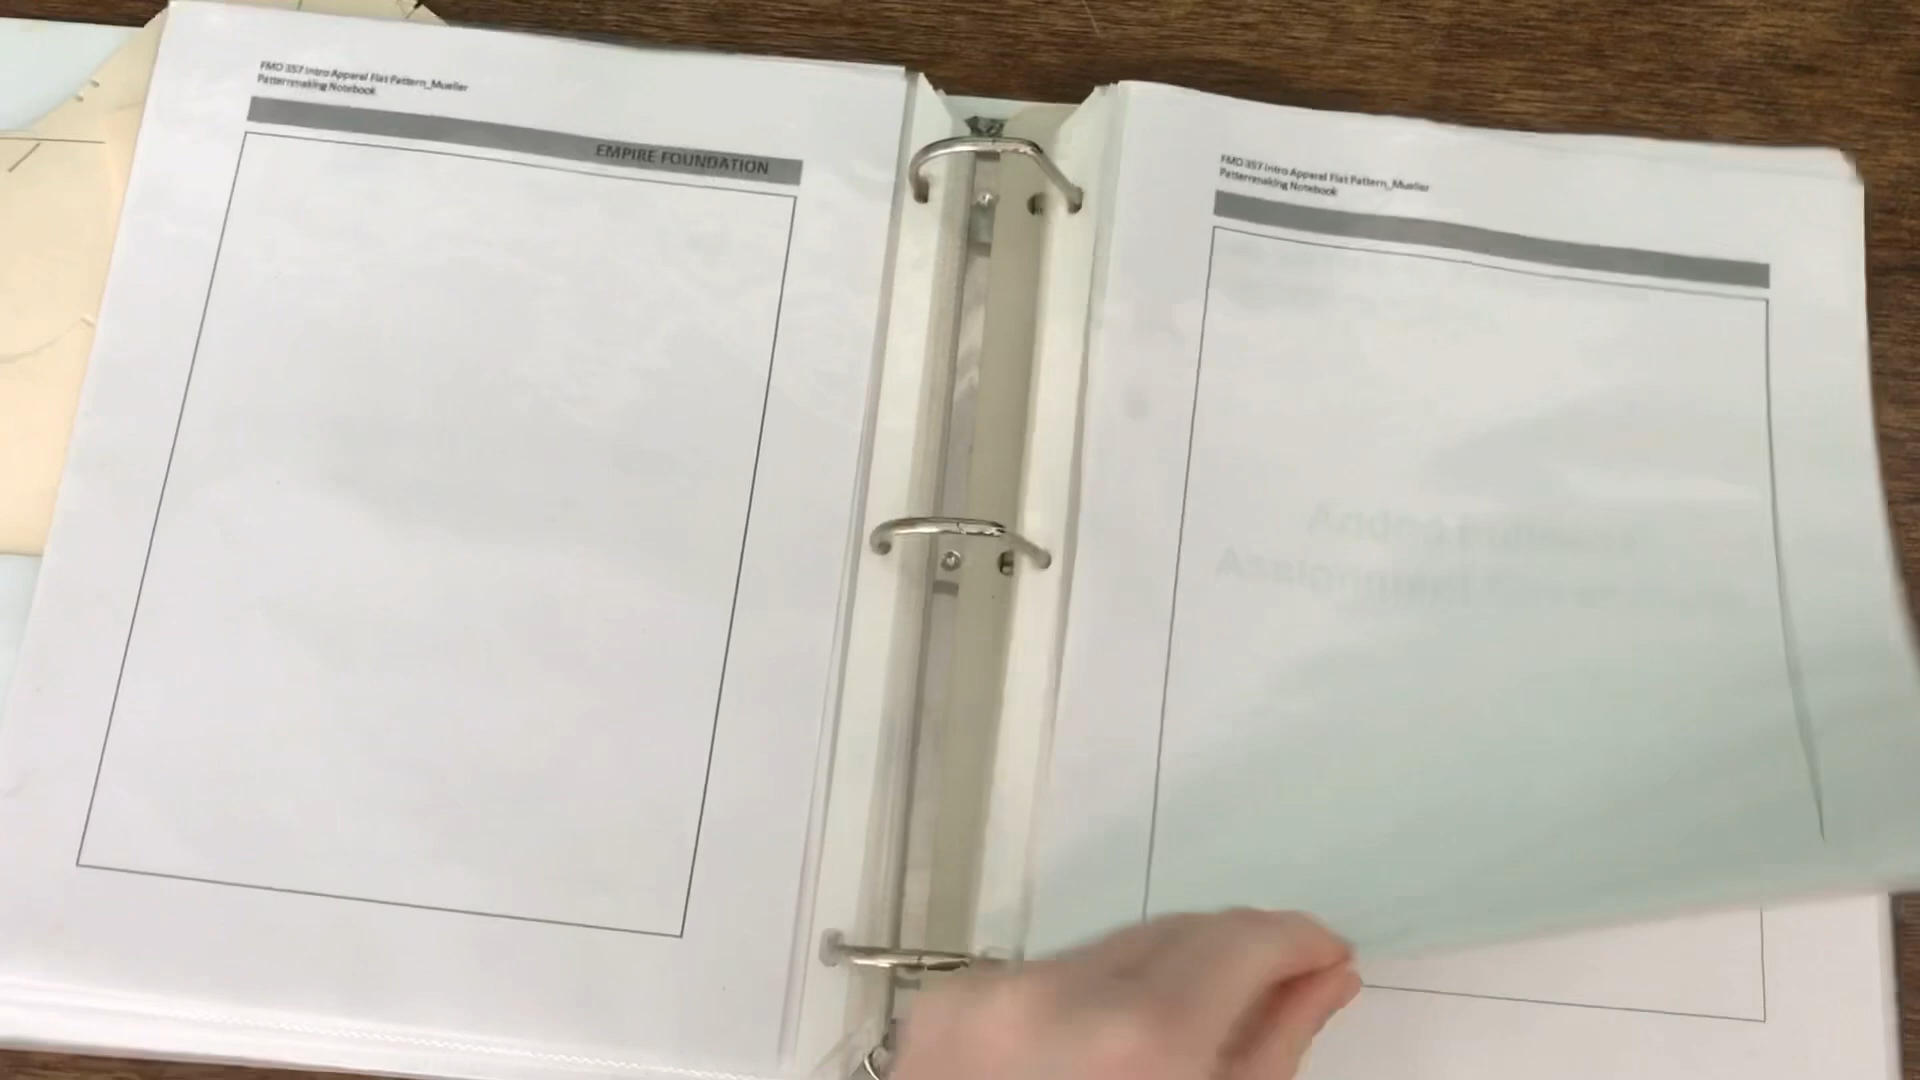 FMD 357 Intro Apparel Flat Pattern_Mueller
Patternmaking Notebook
EMPIRE FOUNDATION
FMD 357 Intro Apparel Flat Pattern_Mueller
Patternmaking Notebook